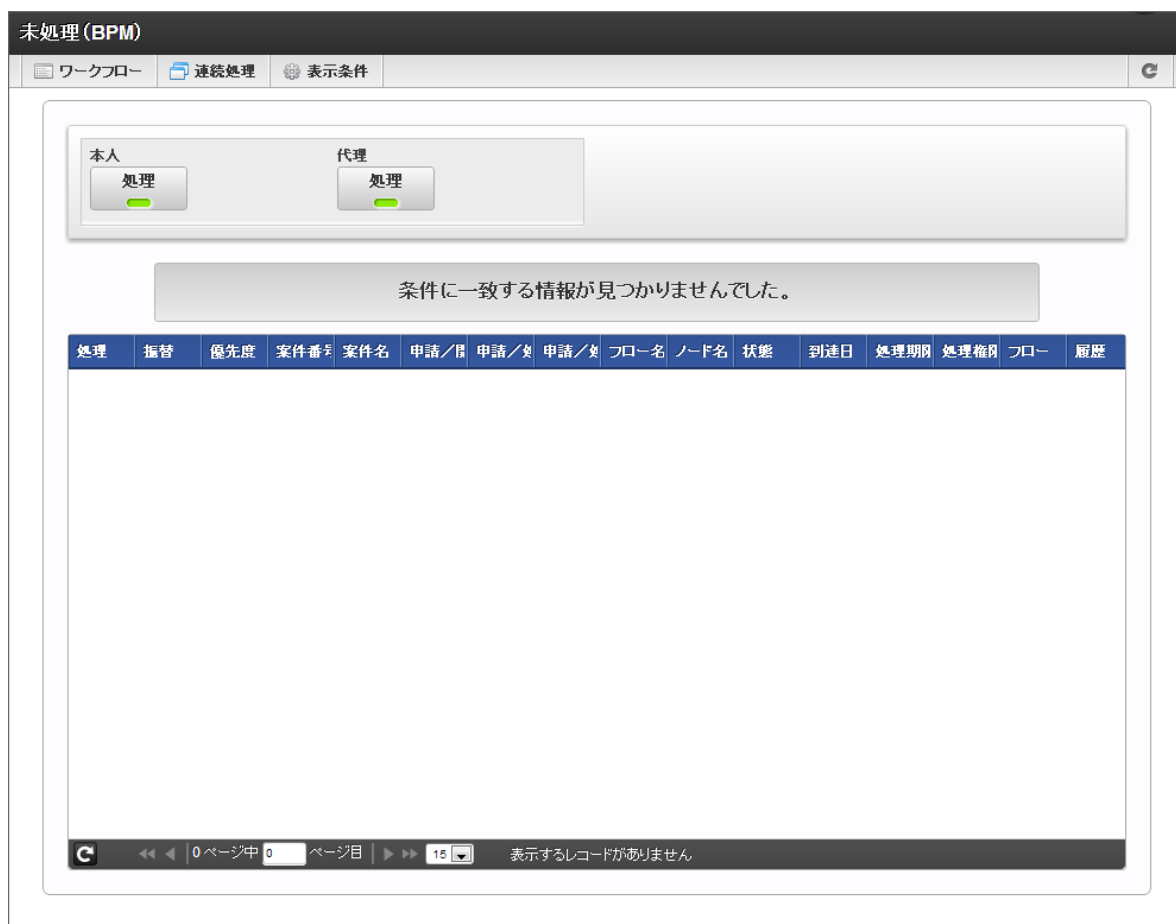 未処理(BPM)
ワークフロー 連続処理 表示条件
本人 代理
処理 処理
条件に一致する情報が見つかりませんでした。
処理 振替 優先度 案件番号 案件名 申請／ 申請／ 申請／ フロー名 ノード名 状態 到達日 処理期限 処理権限 フロー 履歴
0 ページ中 0 ページ目 15 表示するレコードがありません